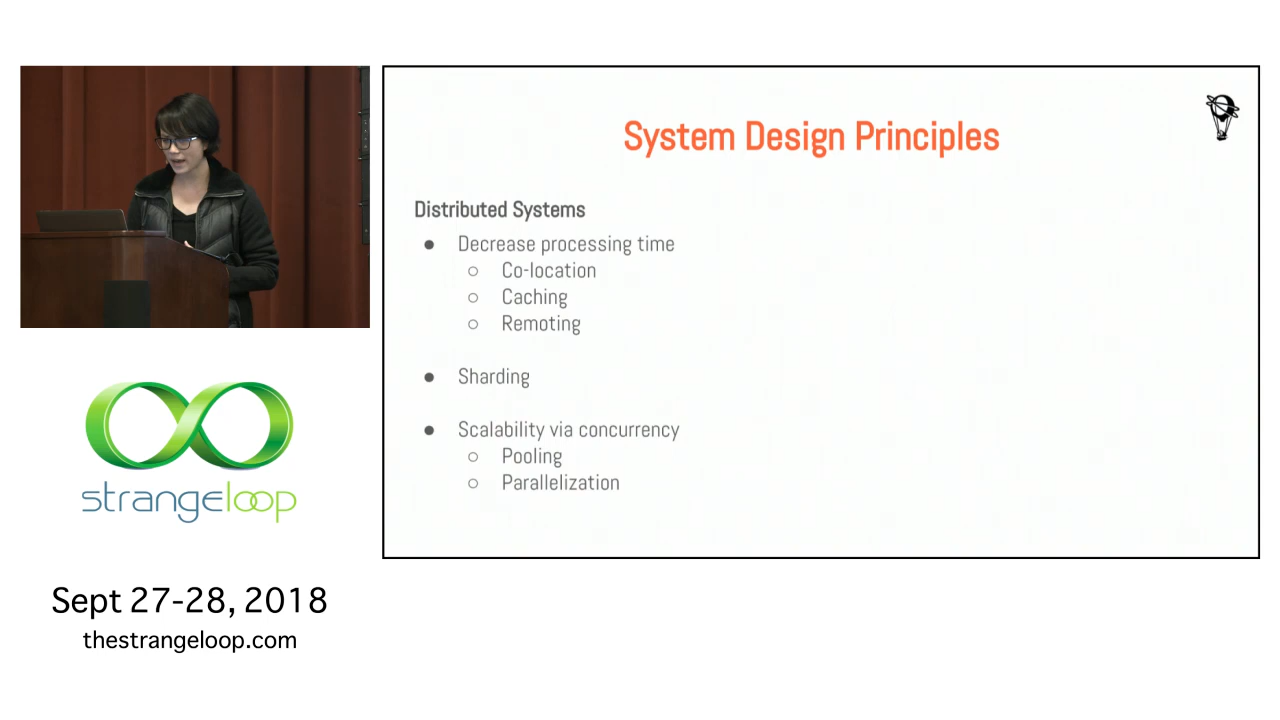 System Design Principles
Distributed Systems
● Decrease processing time
○ Co-location
○ Caching
○ Remoting
● Sharding
● Scalability via concurrency
○ Pooling
○ Parallelization
strangeloop
Sept 27-28, 2018
thestrangeloop.com